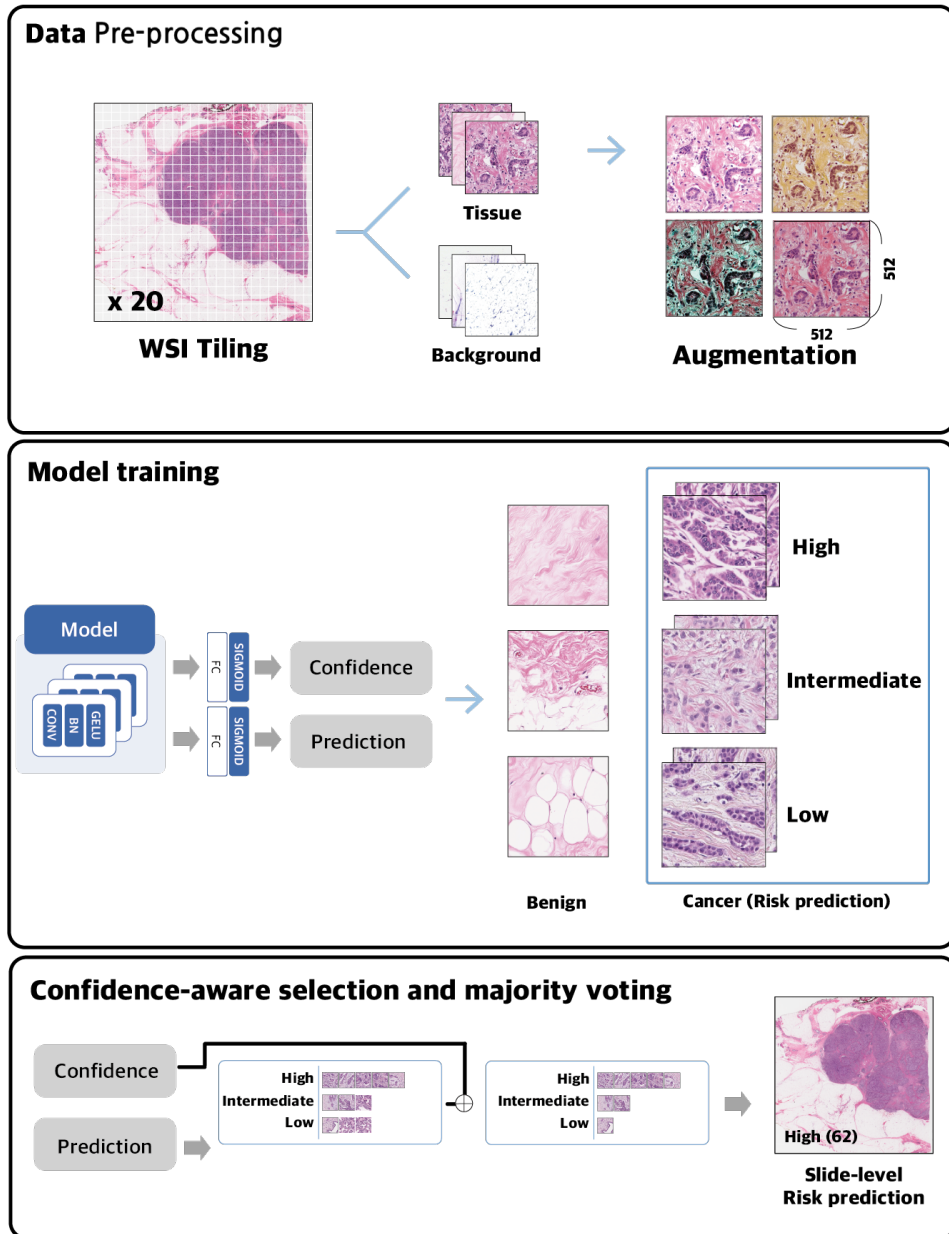 Data Pre-processing
x 20
WSI Tiling
Tissue
Background
512
512
Augmentation
Model training
Model
CONV
BN
GELU
FC
SIGMOID
Confidence
FC
SIGMOID
Prediction
Benign
High
Intermediate
Low
Cancer (Risk prediction)
Confidence-aware selection and majority voting
Confidence
Prediction
High
Intermediate
Low
High
Intermediate
Low
High (62)
Slide-level
Risk prediction